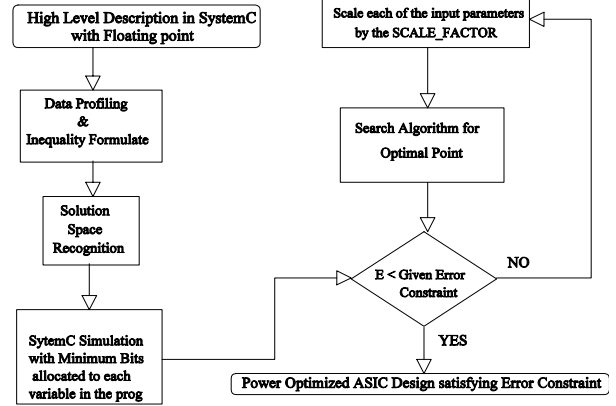 High Level Description in SystemC
with Floating point
Data Profiling
&
Inequality Formulate
Solution
Space
Recognition
SytemC Simulation
with Minimum Bits
allocated to each
variable in the prog
Scale each of the input parameters
by the SCALE_FACTOR
Search Algorithm for
Optimal Point
E < Given Error
Constraint
NO
YES
Power Optimized ASIC Design satisfying Error Constraint